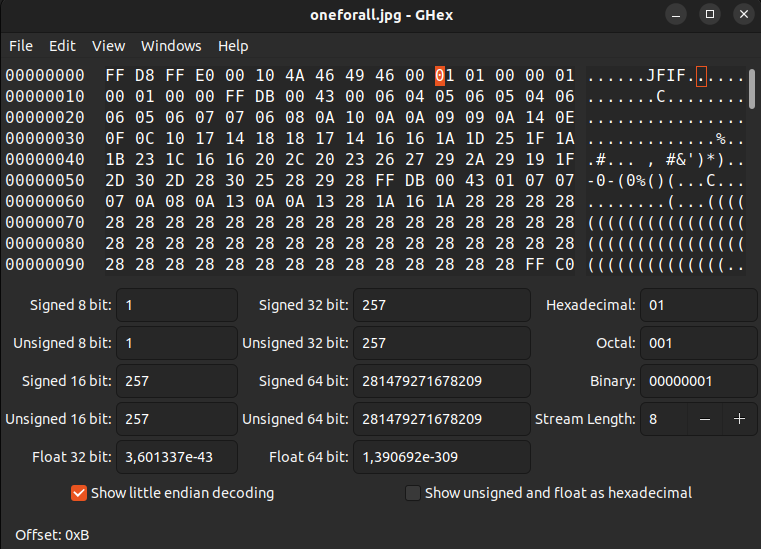 oneforall.jpg - GHex
File Edit View Windows Help
00000000 FF D8 FF E0 00 10 4A 46 49 46 00 01 01 00 00 01 ......JFIF......
00000010 00 01 00 00 FF DB 00 43 00 06 04 05 06 05 04 06 .......C........
00000020 06 05 06 07 07 06 08 0A 10 0A 0A 09 09 0A 14 0E ................
00000030 0F 0C 10 17 14 18 18 17 14 16 16 1A 1D 25 1F 1A .............%..
00000040 1B 23 1C 16 16 20 2C 20 23 26 27 29 2A 29 19 1F .#... , #&')*)..
00000050 2D 30 2D 28 30 25 28 29 28 FF DB 00 43 01 07 07 -0-(0%()(...C...
00000060 07 0A 08 0A 13 0A 0A 13 28 1A 16 1A 28 28 28 28 ........(...((((
00000070 28 28 28 28 28 28 28 28 28 28 28 28 28 28 28 28 ((((((((((((((((
00000080 28 28 28 28 28 28 28 28 28 28 28 28 28 28 28 28 ((((((((((((((((
00000090 28 28 28 28 28 28 28 28 28 28 28 28 28 28 FF C0 ((((((((((((((..
Signed 8 bit: 1 Signed 32 bit: 257 Hexadecimal: 01
Unsigned 8 bit: 1 Unsigned 32 bit: 257 Octal: 001
Signed 16 bit: 257 Signed 64 bit: 281479271678209 Binary: 00000001
Unsigned 16 bit: 257 Unsigned 64 bit: 281479271678209 Stream Length: 8 − +
Float 32 bit: 3,601337e-43 Float 64 bit: 1,390692e-309
Show little endian decoding Show unsigned and float as hexadecimal
Offset: 0xB